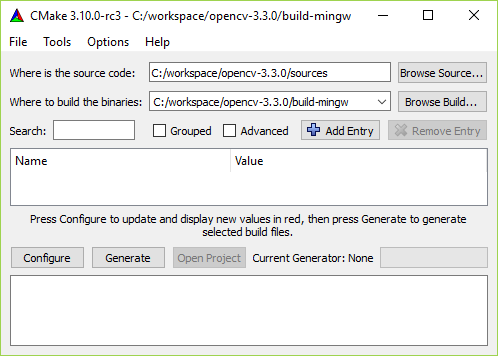 CMake 3.10.0-rc3 - C:/workspace/opencv-3.3.0/build-mingw
File Tools Options Help
Where is the source code: C:/workspace/opencv-3.3.0/sources Browse Source...
Where to build the binaries: C:/workspace/opencv-3.3.0/build-mingw Browse Build...
Search: Grouped Advanced Add Entry Remove Entry
Name Value
Press Configure to update and display new values in red, then press Generate to generate
selected build files.
Configure Generate Open Project Current Generator: None